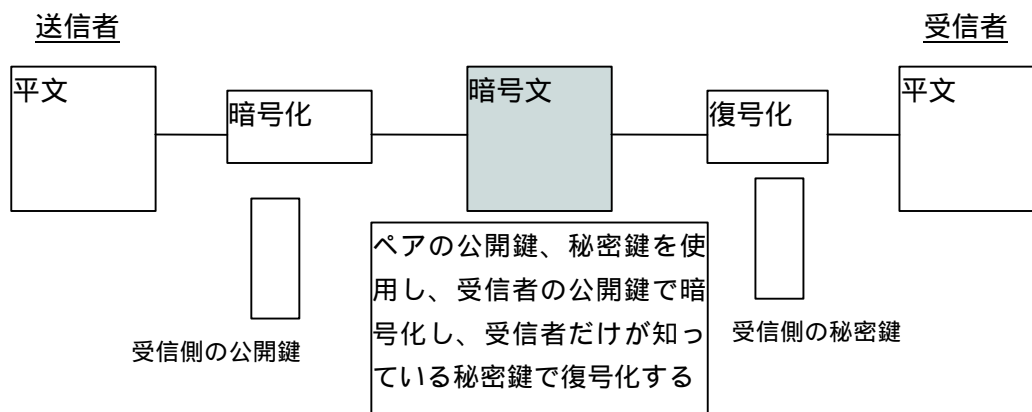 送信者
受信者
平文
暗号化
暗号文
復号化
平文
受信側の公開鍵
ペアの公開鍵、秘密鍵を使
用し、受信者の公開鍵で暗
号化し、受信者だけが知っ
ている秘密鍵で復号化する
受信側の秘密鍵